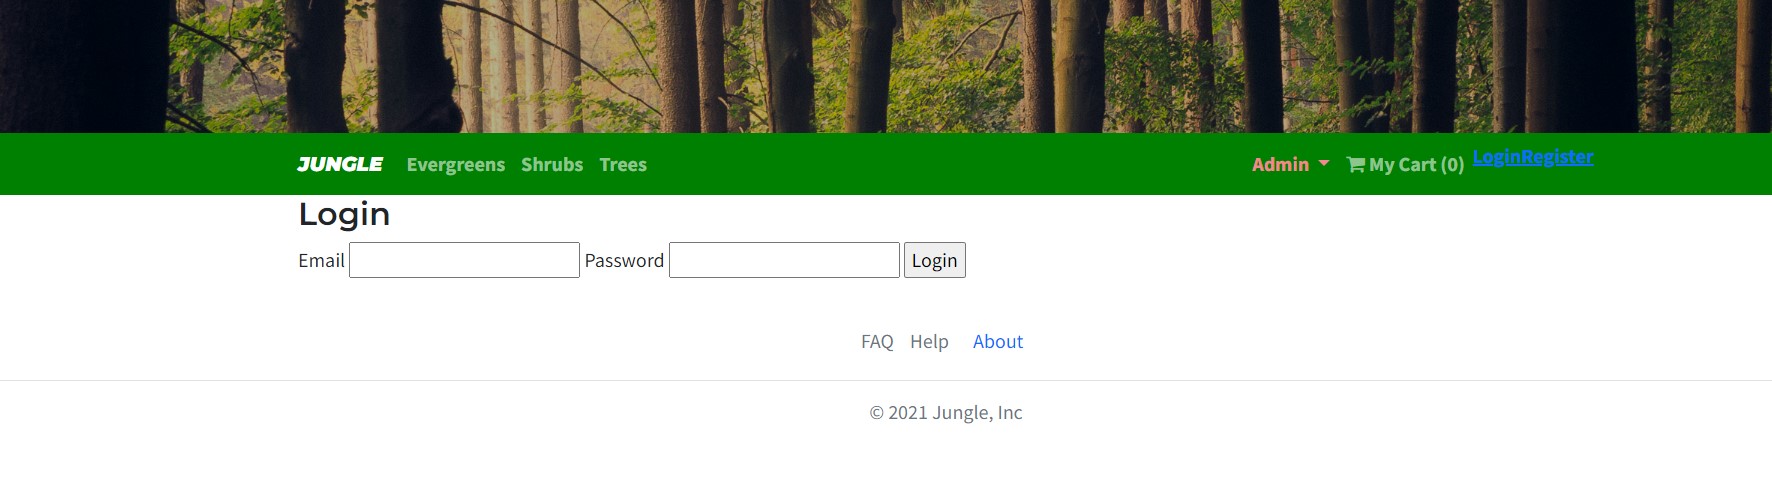 JUNGLE Evergreens Shrubs Trees Admin My Cart (0) LoginRegister
Login
Email Password Login
FAQ Help About
© 2021 Jungle, Inc